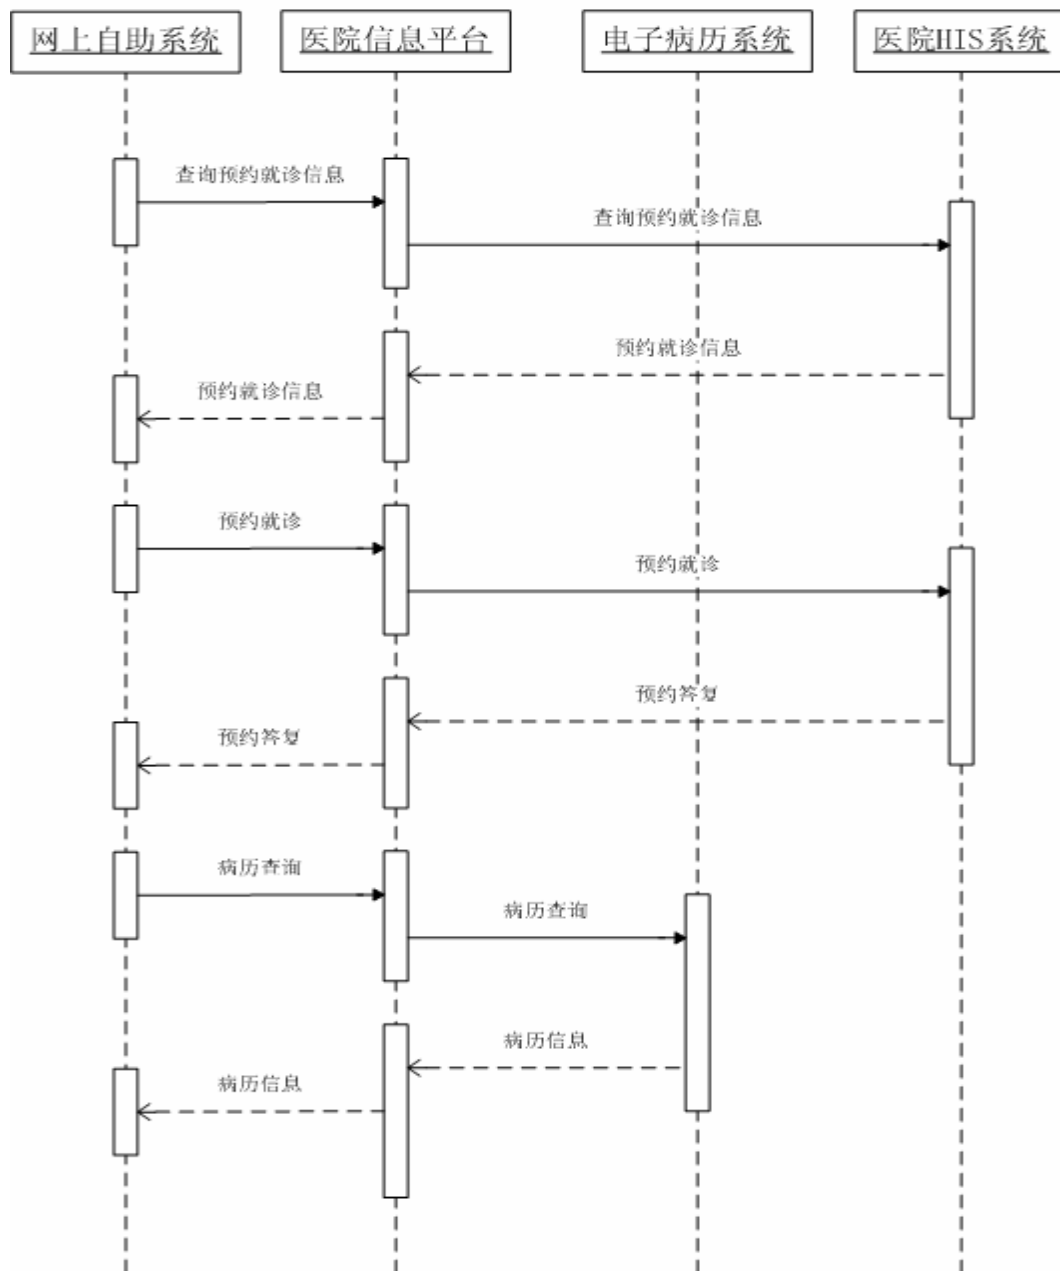 网上自助系统
医院信息平台
电子病历系统
医院HIS系统
查询预约就诊信息
查询预约就诊信息
预约就诊信息
预约就诊信息
预约就诊
预约就诊
预约答复
预约答复
病历查询
病历查询
病历信息
病历信息